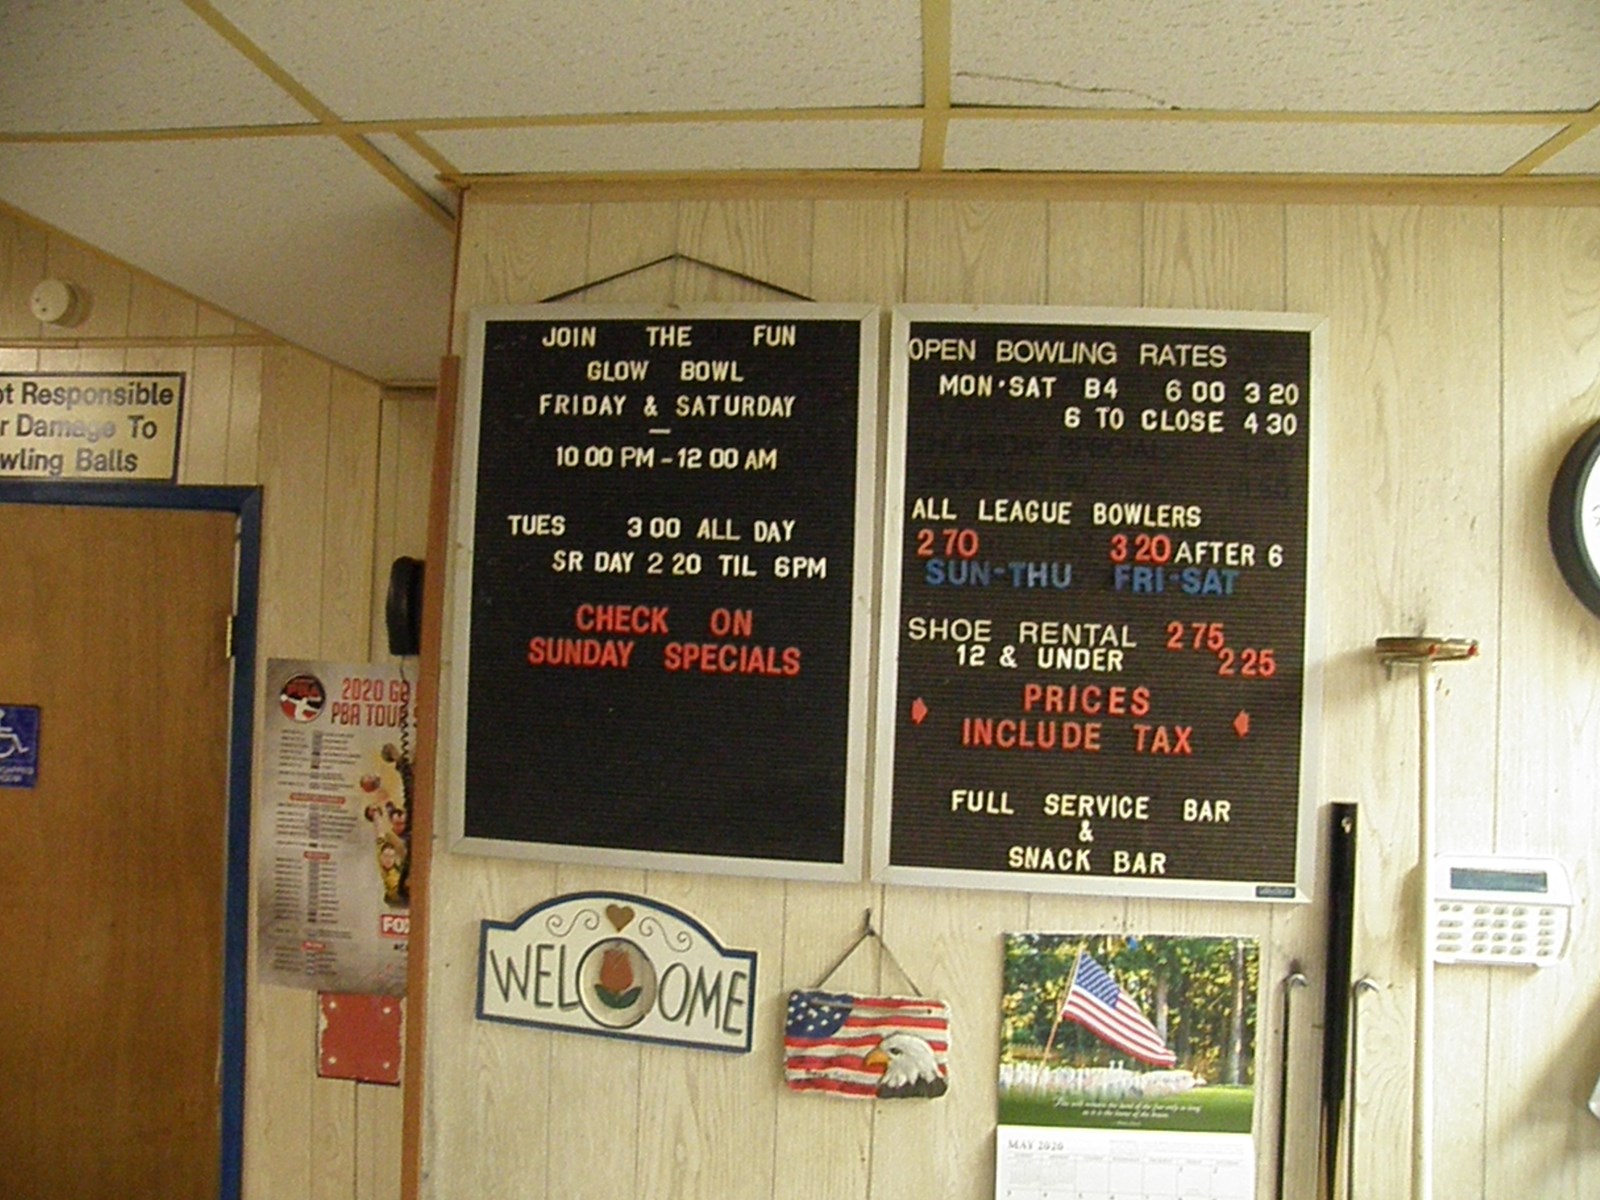 JOIN THE FUN
GLOW BOWL
FRIDAY & SATURDAY
—
10 00 PM - 12 00 AM
TUES 3 00 ALL DAY
SR DAY 2 20 TIL 6PM
CHECK ON
SUNDAY SPECIALS
OPEN BOWLING RATES
MON·SAT B4 6 00 3 20
6 TO CLOSE 4 30
ALL LEAGUE BOWLERS
2 70 3 20 AFTER 6
SUN-THU FRI-SAT
SHOE RENTAL 2 75
12 & UNDER 2 25
PRICES
INCLUDE TAX
FULL SERVICE BAR
&
SNACK BAR
ot Responsible
r Damage To
wling Balls
2020 G
PBA TOUR
FOX
WELCOME
MAY 2020